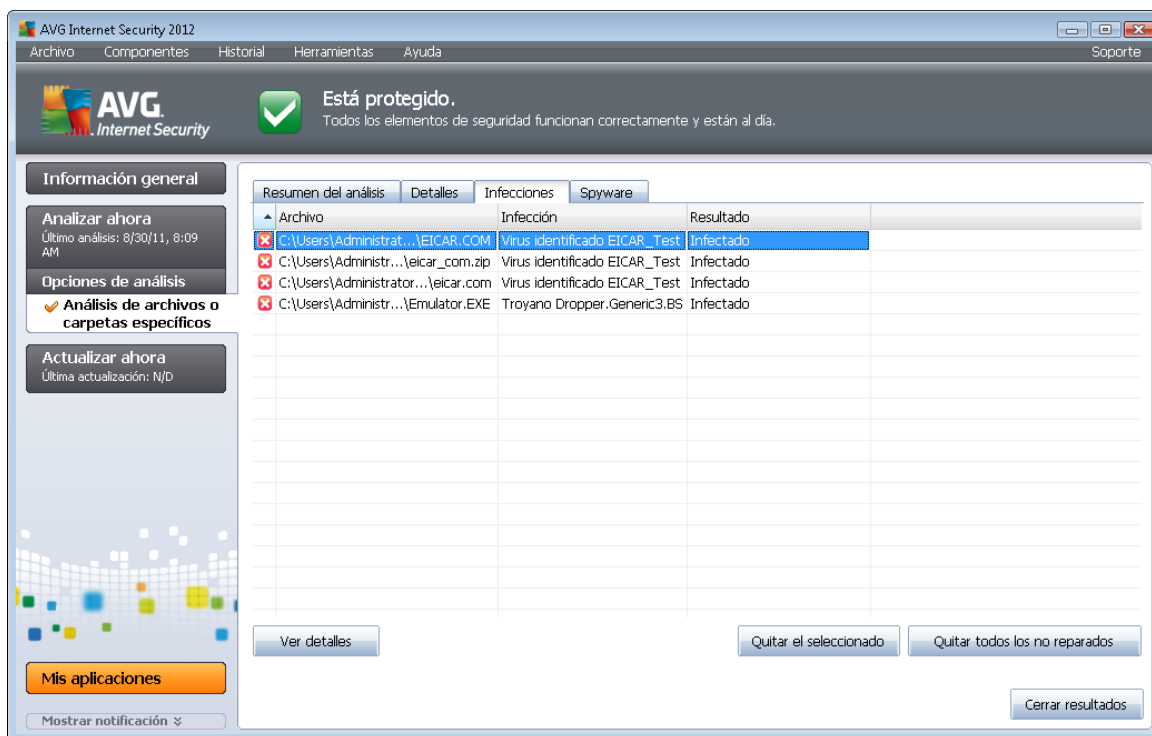 AVG Internet Security 2012
Archivo Componentes Historial Herramientas Ayuda Soporte
AVG.
Internet Security
Está protegido.
Todos los elementos de seguridad funcionan correctamente y están al día.
Información general
Analizar ahora
Último análisis: 8/30/11, 8:09
AM
Opciones de análisis
Análisis de archivos o
carpetas específicos
Actualizar ahora
Última actualización: N/D
Mis aplicaciones
Mostrar notificación
Resumen del análisis Detalles Infecciones Spyware
Archivo Infección Resultado
C:\Users\Administrat...\EICAR.COM Virus identificado EICAR_Test Infectado
C:\Users\Administr...\eicar_com.zip Virus identificado EICAR_Test Infectado
C:\Users\Administrator...\eicar.com Virus identificado EICAR_Test Infectado
C:\Users\Administr...\Emulator.EXE Troyano Dropper.Generic3.BS Infectado
Ver detalles Quitar el seleccionado Quitar todos los no reparados
Cerrar resultados